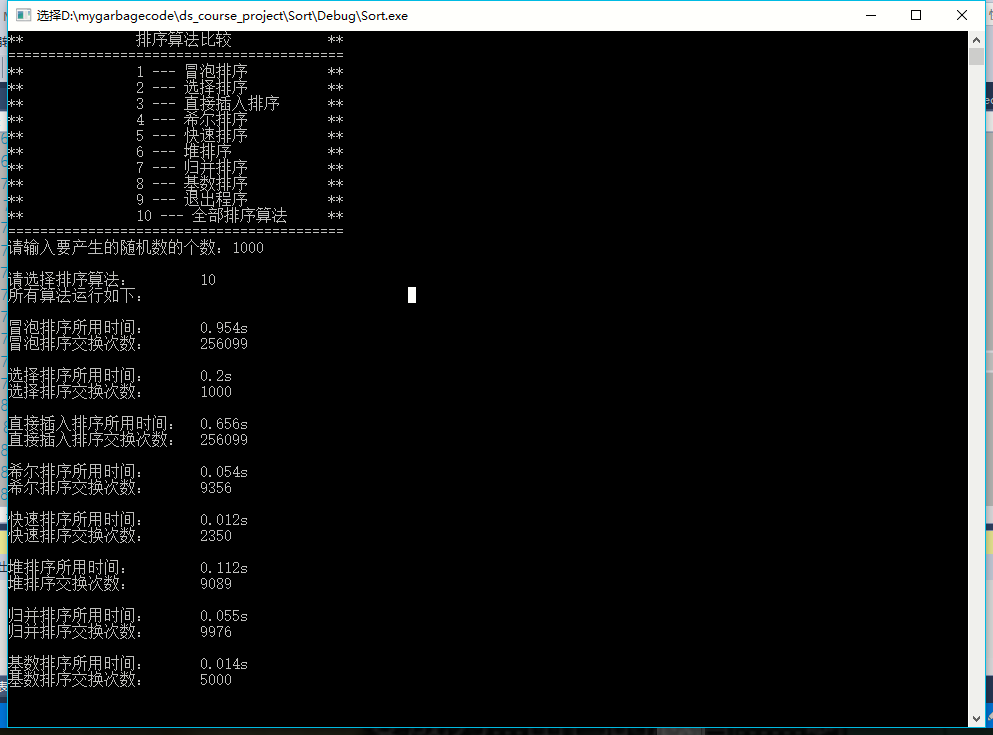 选择D:\mygarbagecode\ds_course_project\Sort\Debug\Sort.exe
** 排序算法比较 **
==========================================
** 1 --- 冒泡排序 **
** 2 --- 选择排序 **
** 3 --- 直接插入排序 **
** 4 --- 希尔排序 **
** 5 --- 快速排序 **
** 6 --- 堆排序 **
** 7 --- 归并排序 **
** 8 --- 基数排序 **
** 9 --- 退出程序 **
** 10 --- 全部排序算法 **
==========================================
请输入要产生的随机数的个数：1000
请选择排序算法： 10
所有算法运行如下：
冒泡排序所用时间： 0.954s
冒泡排序交换次数： 256099
选择排序所用时间： 0.2s
选择排序交换次数： 1000
直接插入排序所用时间： 0.656s
直接插入排序交换次数： 256099
希尔排序所用时间： 0.054s
希尔排序交换次数： 9356
快速排序所用时间： 0.012s
快速排序交换次数： 2350
堆排序所用时间： 0.112s
堆排序交换次数： 9089
归并排序所用时间： 0.055s
归并排序交换次数： 9976
基数排序所用时间： 0.014s
基数排序交换次数： 5000